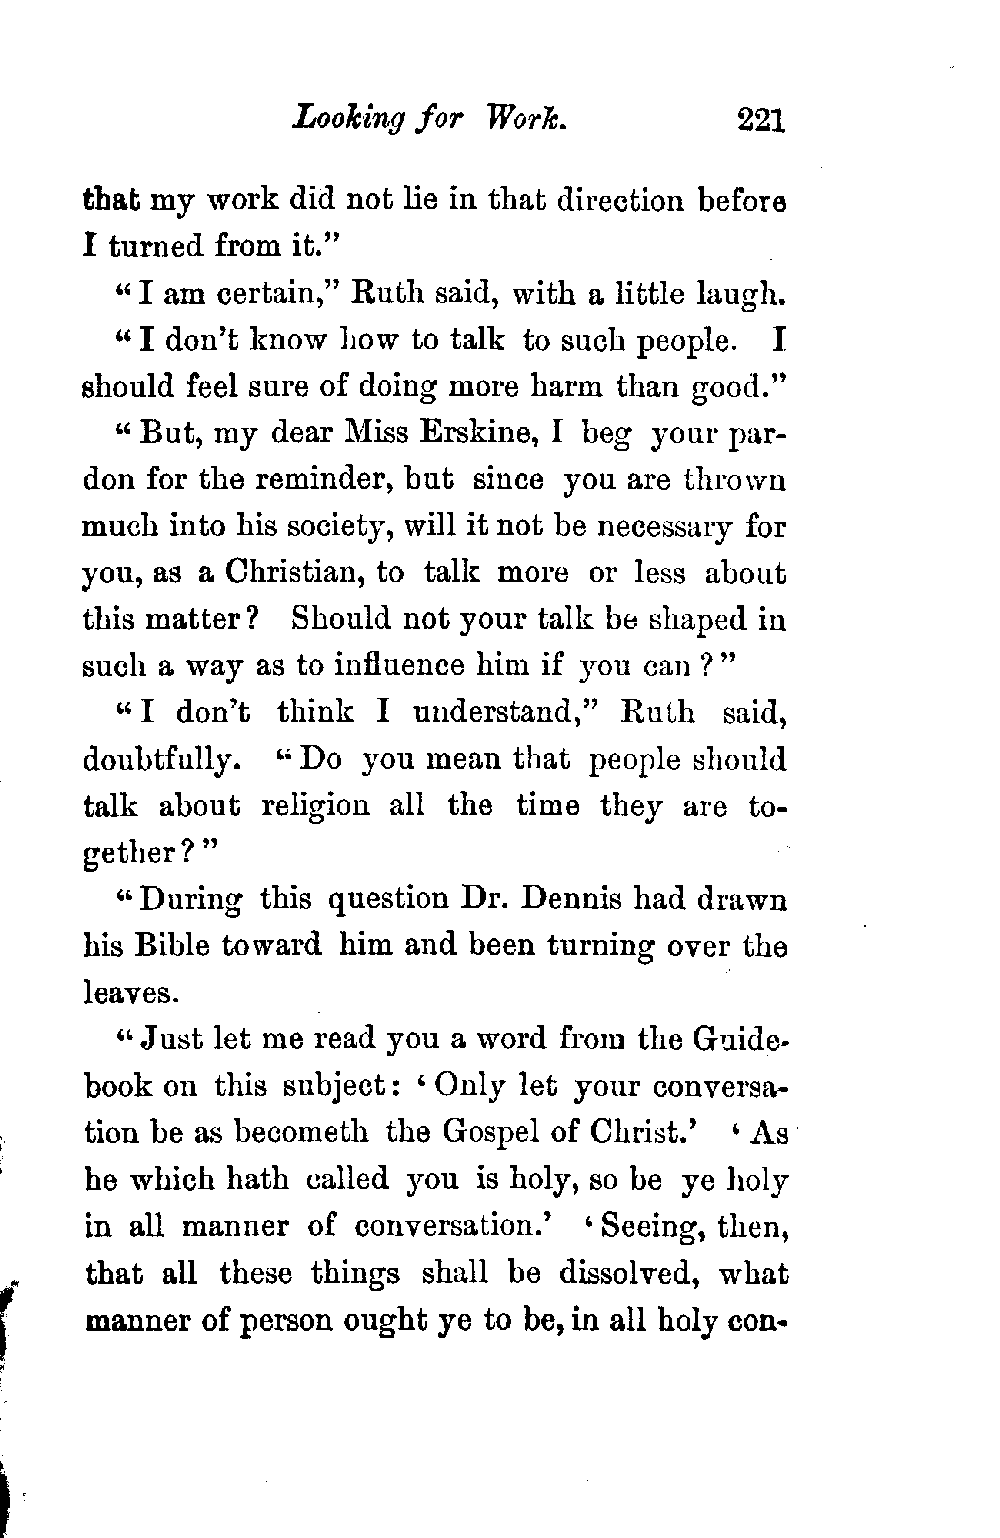 Looking for Work. 221
that my work did not lie in that direction before
I turned from it.”
“ I am certain,” Ruth said, with a little laugh.
“ I don’t know how to talk to such people. I
should feel sure of doing more harm than good.”
“ But, my dear Miss Erskine, I beg your par-
don for the reminder, but since you are thrown
much into his society, will it not be necessary for
you, as a Christian, to talk more or less about
this matter? Should not your talk be shaped in
such a way as to influence him if you can ? ”
“ I don’t think I understand,” Ruth said,
doubtfully. “ Do you mean that people should
talk about religion all the time they are to-
gether ? ”
“ During this question Dr. Dennis had drawn
his Bible toward him and been turning over the
leaves.
“ Just let me read you a word from the Guide-
book on this subject: ‘ Only let your conversa-
tion be as becometh the Gospel of Christ.’ ‘ As
he which hath called you is holy, so be ye holy
in all manner of conversation.’ ‘ Seeing, then,
that all these things shall be dissolved, what
manner of person ought ye to be, in all holy con-